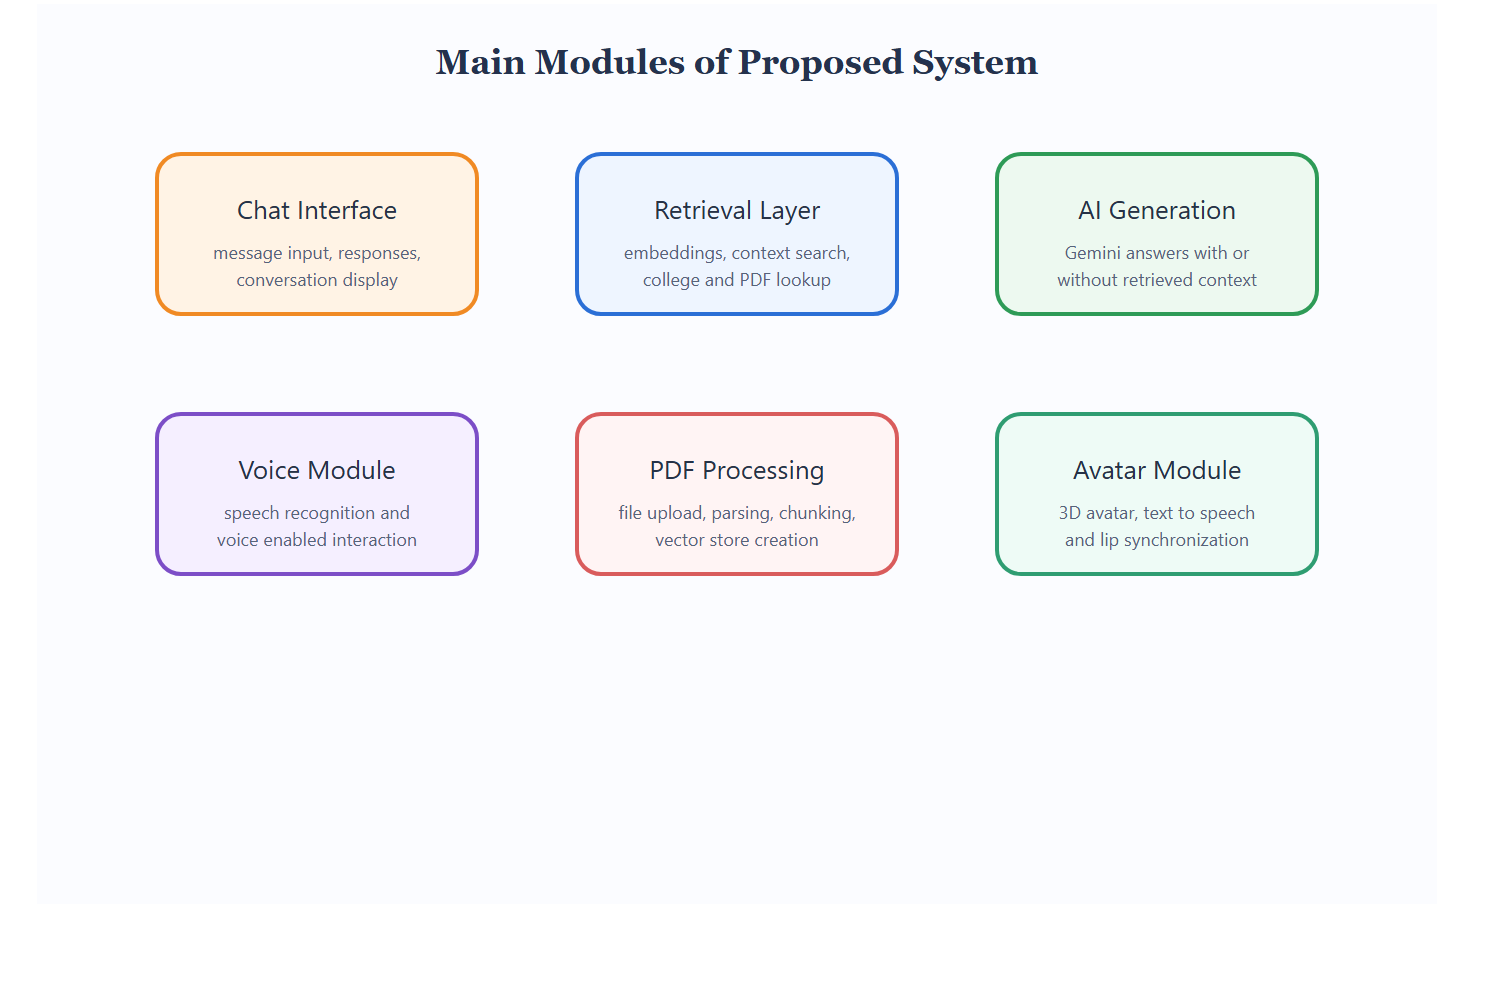 Main Modules of Proposed System
Chat Interface
message input, responses,
conversation display
Retrieval Layer
embeddings, context search,
college and PDF lookup
AI Generation
Gemini answers with or
without retrieved context
Voice Module
speech recognition and
voice enabled interaction
PDF Processing
file upload, parsing, chunking,
vector store creation
Avatar Module
3D avatar, text to speech
and lip synchronization